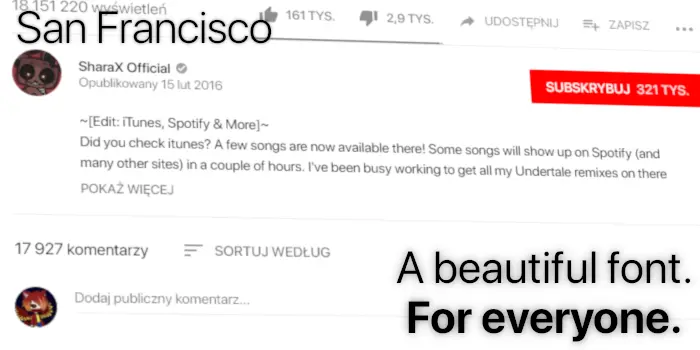 18 151 220 wyświetleń
San Francisco
161 TYS. 2,9 TYS. UDOSTĘPNIJ ZAPISZ
SharaX Official
Opublikowany 15 lut 2016
SUBSKRYBUJ 321 TYS.
~[Edit: iTunes, Spotify & More]~
Did you check itunes? A few songs are now available there! Some songs will show up on Spotify (and
many other sites) in a couple of hours. I've been busy working to get all my Undertale remixes on there
POKAŻ WIĘCEJ
17 927 komentarzy SORTUJ WEDŁUG
Dodaj publiczny komentarz...
A beautiful font.
For everyone.